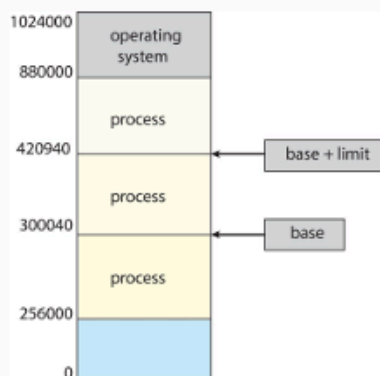 1024000
operating
system
880000
process
420940
base + limit
process
300040
base
process
256000
0